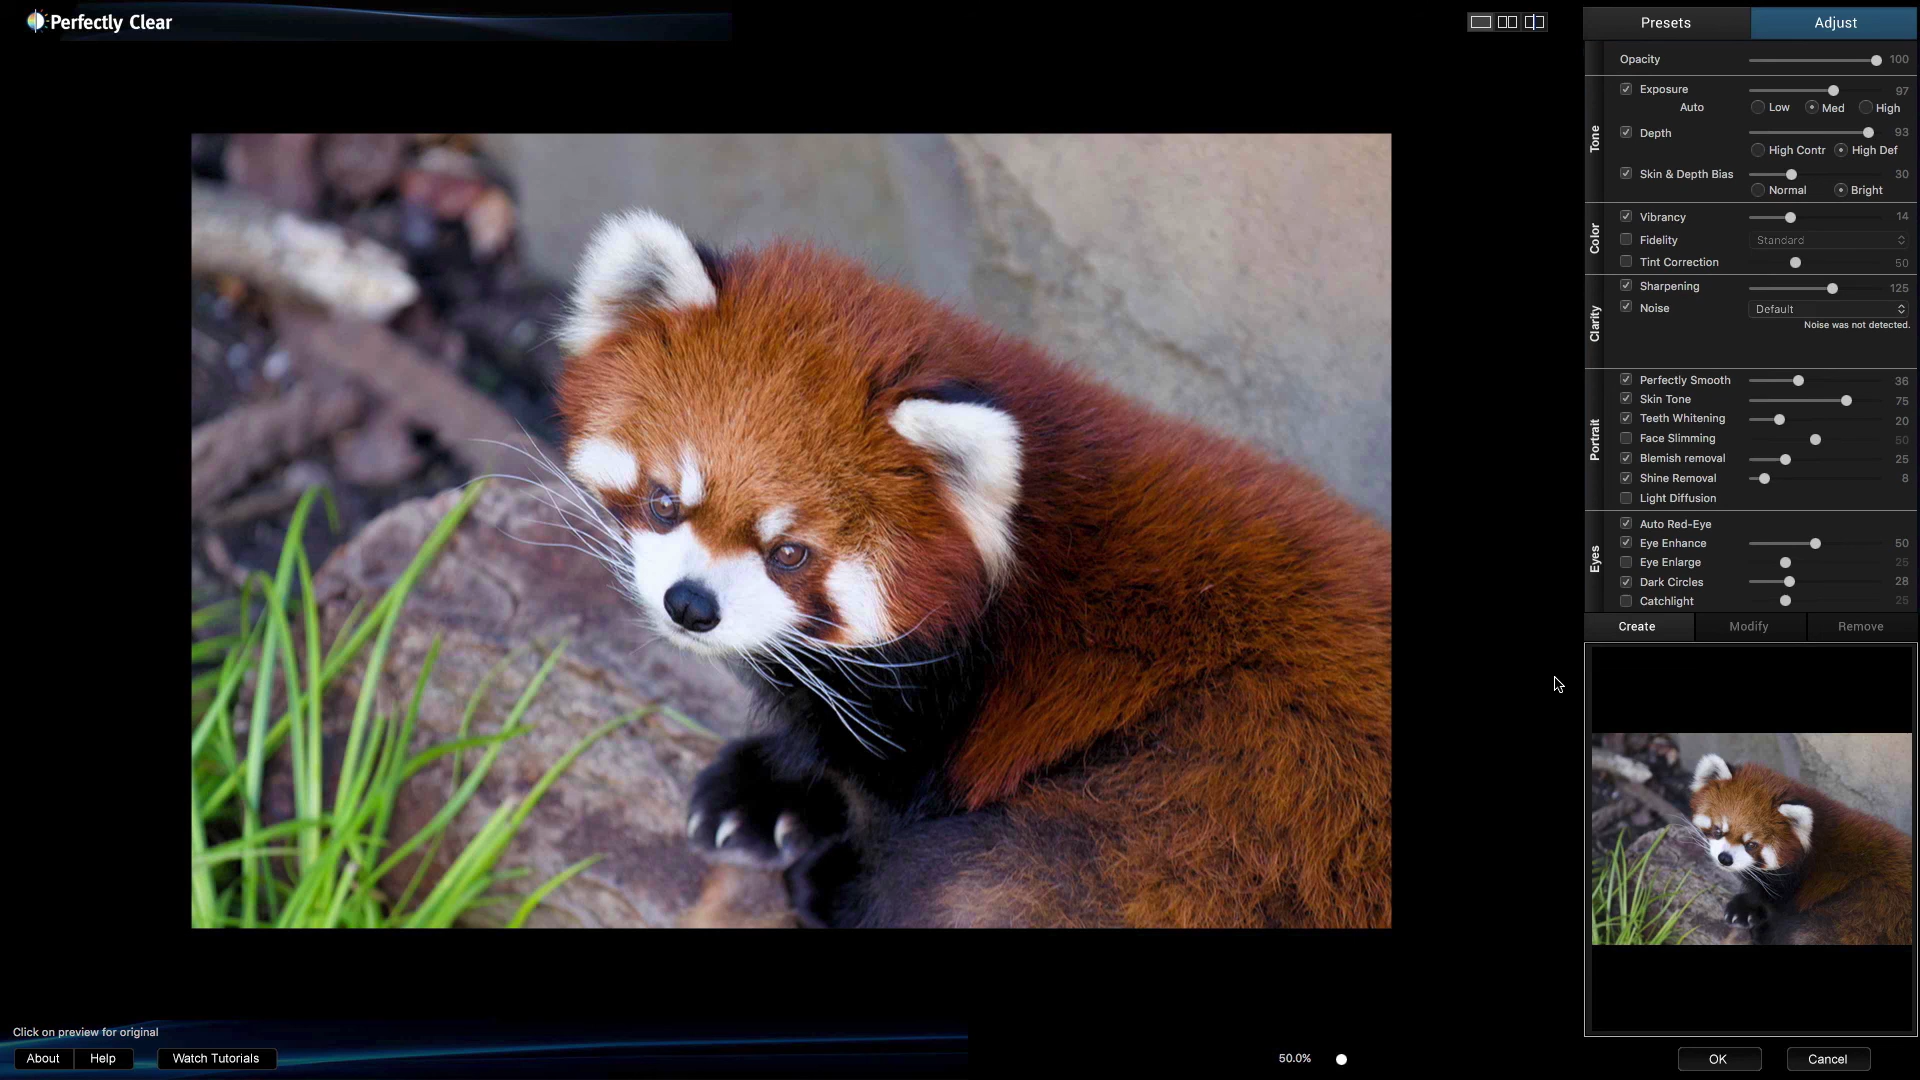 Perfectly Clear
Presets
Adjust
Opacity 100
Tone
Exposure 97
Auto Low Med High
Depth 93
High Contr High Def
Skin & Depth Bias 30
Normal Bright
Color
Vibrancy 14
Fidelity Standard
Tint Correction 50
Clarity
Sharpening 125
Noise Default
Noise was not detected.
Portrait
Perfectly Smooth 36
Skin Tone 75
Teeth Whitening 20
Face Slimming 50
Blemish removal 25
Shine Removal 8
Light Diffusion
Eyes
Auto Red-Eye
Eye Enhance 50
Eye Enlarge 25
Dark Circles 28
Catchlight 25
Create Modify Remove
Click on preview for original
About Help Watch Tutorials
50.0%
OK Cancel